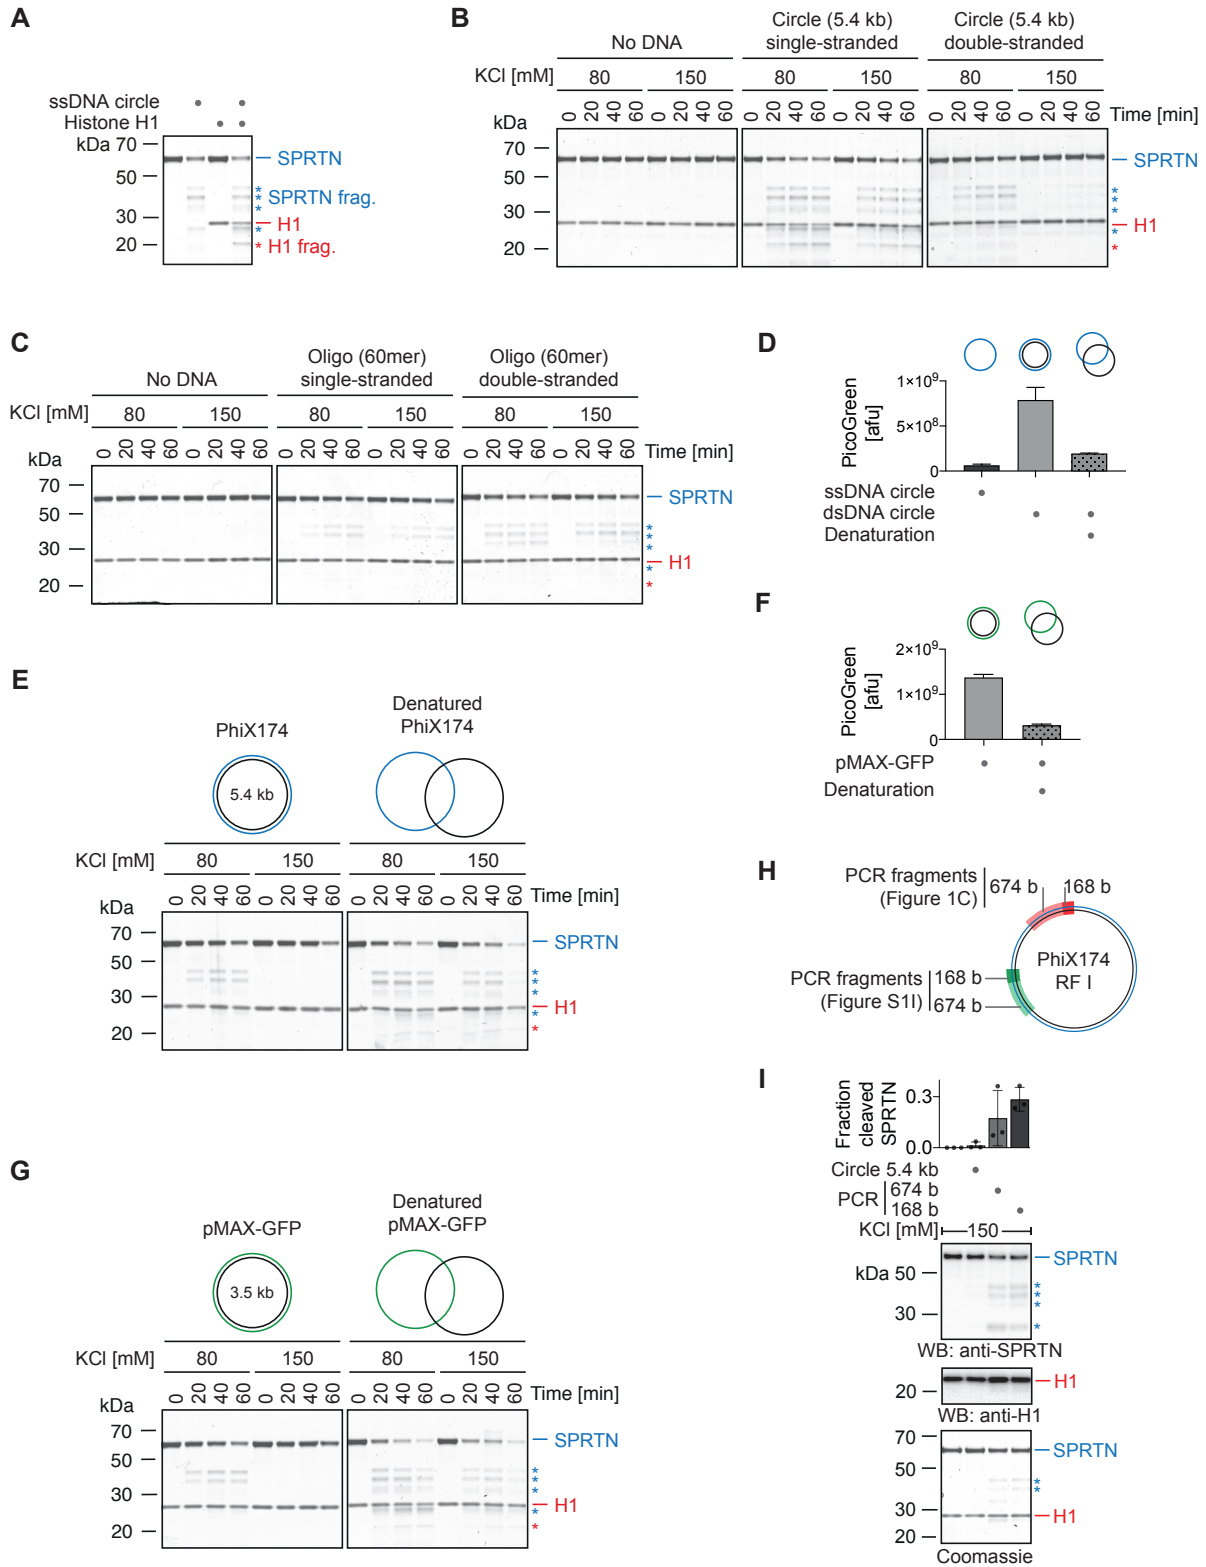 A
ssDNA circle
Histone H1
kDa 70
50
30
20
SPRTN
* SPRTN frag.
H1
* H1 frag.
B
No DNA
Circle (5.4 kb)
single-stranded
Circle (5.4 kb)
double-stranded
KCl [mM] 80 150 80 150 80 150
0 20 40 60 0 20 40 60 0 20 40 60 0 20 40 60 0 20 40 60 0 20 40 60 Time [min]
kDa
70
50
30
20
SPRTN
*
*
*
H1
*
*
C
No DNA
Oligo (60mer)
single-stranded
Oligo (60mer)
double-stranded
KCl [mM] 80 150 80 150 80 150
0 20 40 60 0 20 40 60 0 20 40 60 0 20 40 60 0 20 40 60 0 20 40 60 Time [min]
kDa
70
50
30
20
SPRTN
*
*
*
H1
*
*
D
PicoGreen
[afu]
1×10⁹
5×10⁸
0
ssDNA circle
dsDNA circle
Denaturation
F
PicoGreen
[afu]
2×10⁹
1×10⁹
0
pMAX-GFP
Denaturation
E
PhiX174
Denatured
PhiX174
5.4 kb
KCl [mM] 80 150 80 150
0 20 40 60 0 20 40 60 0 20 40 60 0 20 40 60 Time [min]
kDa
70
50
30
20
SPRTN
*
*
*
H1
*
*
H
PCR fragments
(Figure 1C)
674 b 168 b
PhiX174
RF I
PCR fragments
(Figure S1I)
168 b
674 b
G
pMAX-GFP
Denatured
pMAX-GFP
3.5 kb
KCl [mM] 80 150 80 150
0 20 40 60 0 20 40 60 0 20 40 60 0 20 40 60 Time [min]
kDa
70
50
30
20
SPRTN
*
*
*
H1
*
*
I
Fraction
cleaved
SPRTN
0.3
0.0
Circle 5.4 kb
PCR 674 b
168 b
KCl [mM] 150
kDa 50
30
SPRTN
*
*
*
*
WB: anti-SPRTN
20
H1
WB: anti-H1
70
50
30
20
SPRTN
*
*
H1
Coomassie